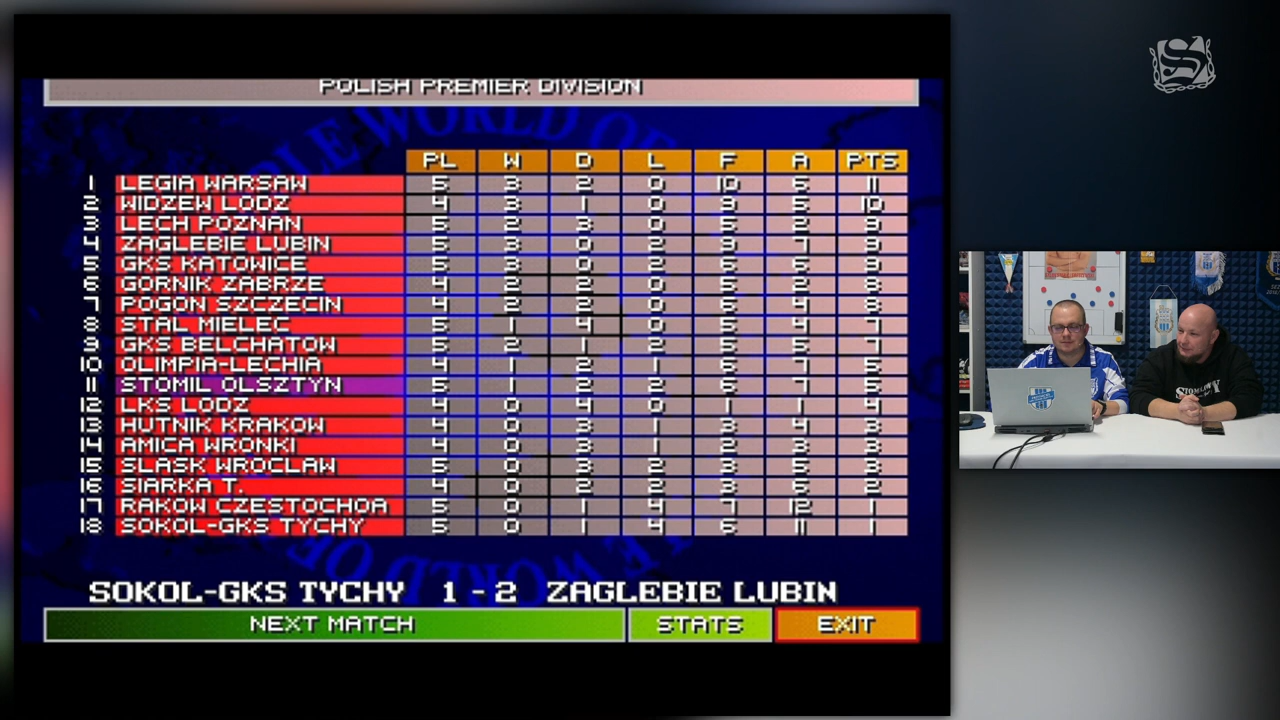 POLISH PREMIER DIVISION
PL W D L F A PTS
1 LEGIA WARSAW 5 3 2 0 10 6 11
2 WIDZEW LODZ 4 3 1 0 9 5 10
3 LECH POZNAN 5 2 3 0 5 2 9
4 ZAGLEBIE LUBIN 5 3 0 2 9 7 9
5 GKS KATOWICE 5 3 0 2 6 6 9
6 GORNIK ZABRZE 4 2 2 0 5 2 8
7 POGON SZCZECIN 4 2 2 0 6 4 8
8 STAL MIELEC 5 1 4 0 5 4 7
9 GKS BELCHATOW 5 2 1 2 5 5 7
10 OLIMPIA-LECHIA 4 1 2 1 6 7 5
11 STOMIL OLSZTYN 5 1 2 2 6 7 5
12 LKS LODZ 4 0 4 0 1 1 4
13 HUTNIK KRAKOW 4 0 3 1 3 4 3
14 AMICA WRONKI 4 0 3 1 2 3 3
15 SLASK WROCLAW 5 0 3 2 3 5 3
16 SIARKA T. 4 0 2 2 3 6 2
17 RAKOW CZESTOCHOA 5 0 1 4 7 12 1
18 SOKOL-GKS TYCHY 5 0 1 4 6 11 1
SOKOL-GKS TYCHY 1 - 2 ZAGLEBIE LUBIN
NEXT MATCH STATS EXIT